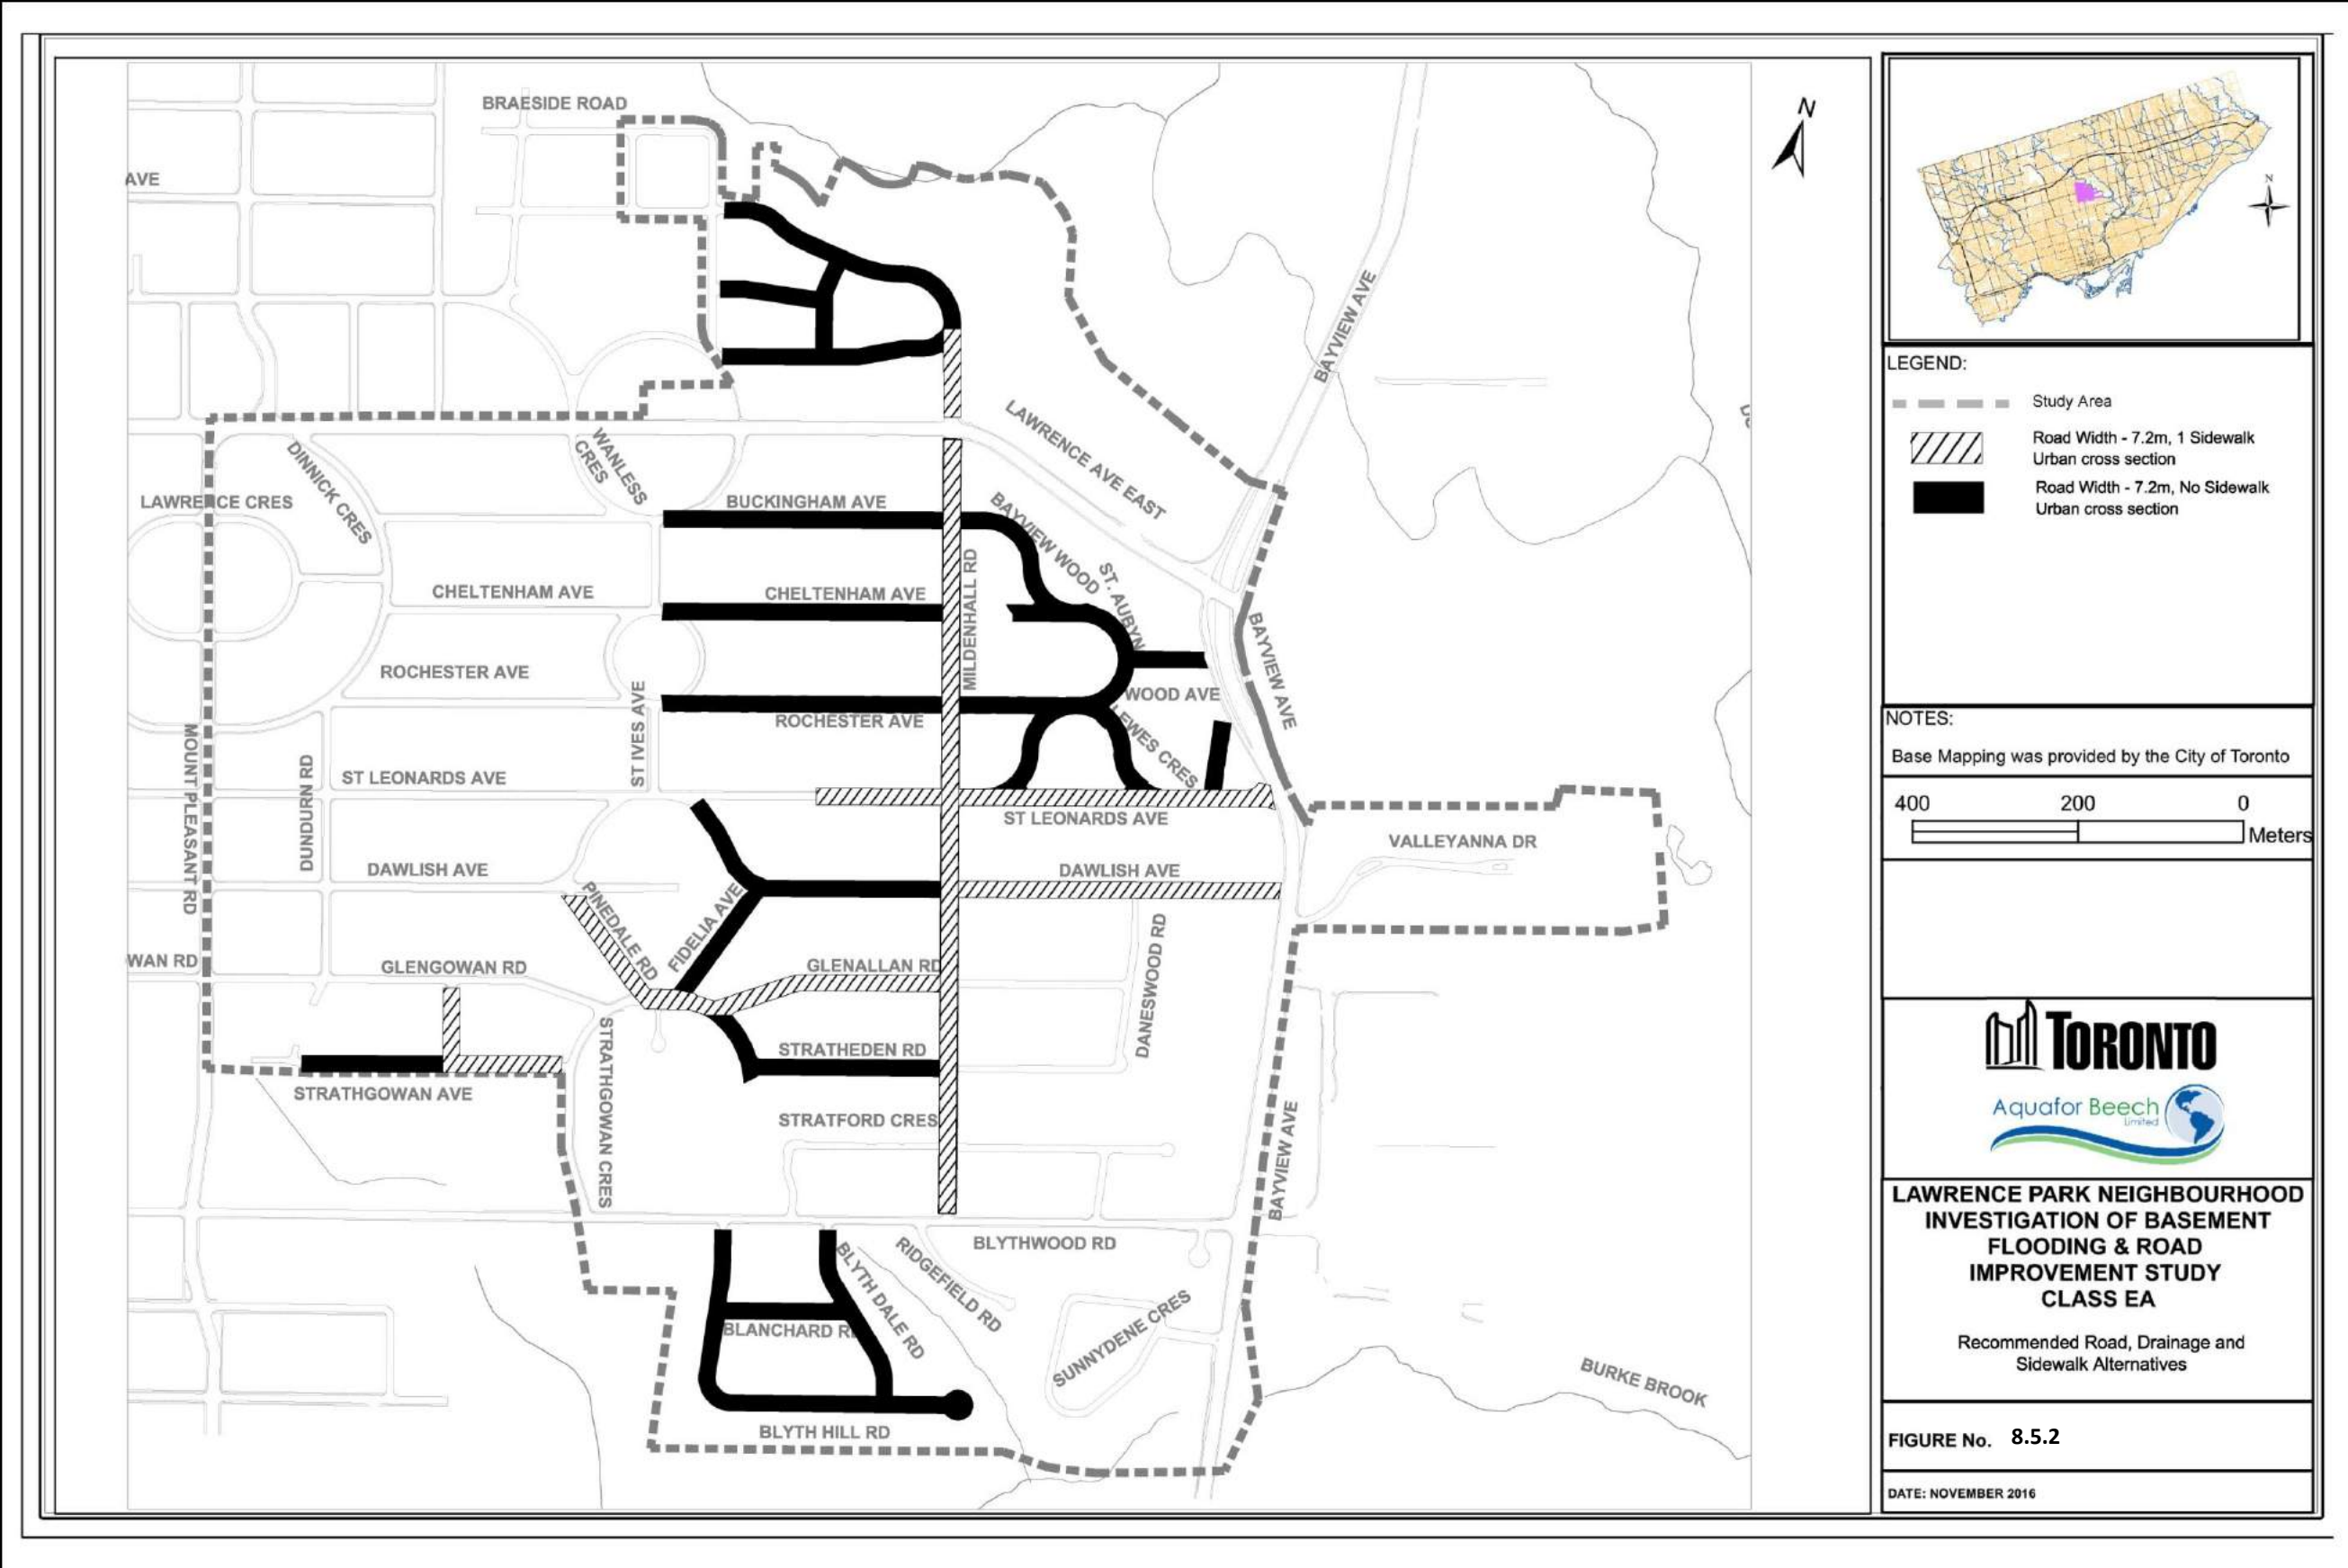 BRAESIDE ROAD
AVE
N
BAYVIEW AVE
LAWRENCE AVE EAST
DINNICK CRES
WANLESS
CRES
LAWRENCE CRES
BUCKINGHAM AVE
BAYVIEW WOOD
ST. AUBYN
CHELTENHAM AVE
CHELTENHAM AVE
MILDENHALL RD
BAYVIEW AVE
ROCHESTER AVE
WOOD AVE
ROCHESTER AVE
LEWES CRES
ST IVES AVE
MOUNT PLEASANT RD
DUNDURN RD
ST LEONARDS AVE
ST LEONARDS AVE
VALLEYANNA DR
DAWLISH AVE
DAWLISH AVE
PINEDALE RD
FIDELIA AVE
DANESWOOD RD
WAN RD
GLENGOWAN RD
GLENALLAN RD
STRATHGOWAN CRES
STRATHEDEN RD
STRATHGOWAN AVE
STRATFORD CRES
BAYVIEW AVE
BLYTHWOOD RD
BLYTH DALE RD
RIDGEFIELD RD
BLANCHARD R
SUNNYDENE CRES
BURKE BROOK
BLYTH HILL RD
N
LEGEND:
Study Area
Road Width - 7.2m, 1 Sidewalk
Urban cross section
Road Width - 7.2m, No Sidewalk
Urban cross section
NOTES:
Base Mapping was provided by the City of Toronto
400 200 0
Meters
TORONTO
Aquafor Beech
Limited
LAWRENCE PARK NEIGHBOURHOOD
INVESTIGATION OF BASEMENT
FLOODING & ROAD
IMPROVEMENT STUDY
CLASS EA
Recommended Road, Drainage and
Sidewalk Alternatives
FIGURE No. 8.5.2
DATE: NOVEMBER 2016